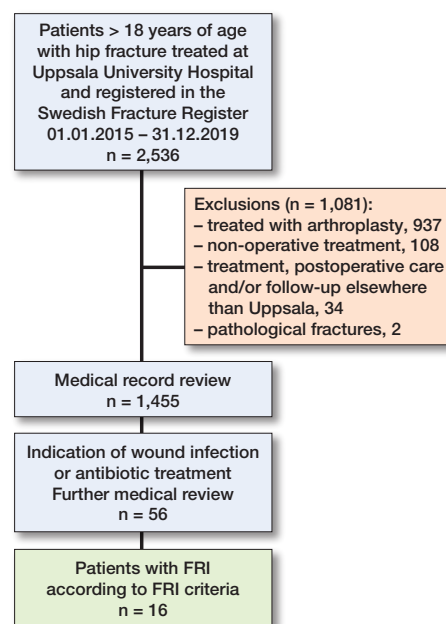 Patients > 18 years of age
with hip fracture treated at
Uppsala University Hospital
and registered in the
Swedish Fracture Register
01.01.2015 – 31.12.2019
n = 2,536
Exclusions (n = 1,081):
– treated with arthroplasty, 937
– non-operative treatment, 108
– treatment, postoperative care
and/or follow-up elsewhere
than Uppsala, 34
– pathological fractures, 2
Medical record review
n = 1,455
Indication of wound infection
or antibiotic treatment
Further medical review
n = 56
Patients with FRI
according to FRI criteria
n = 16